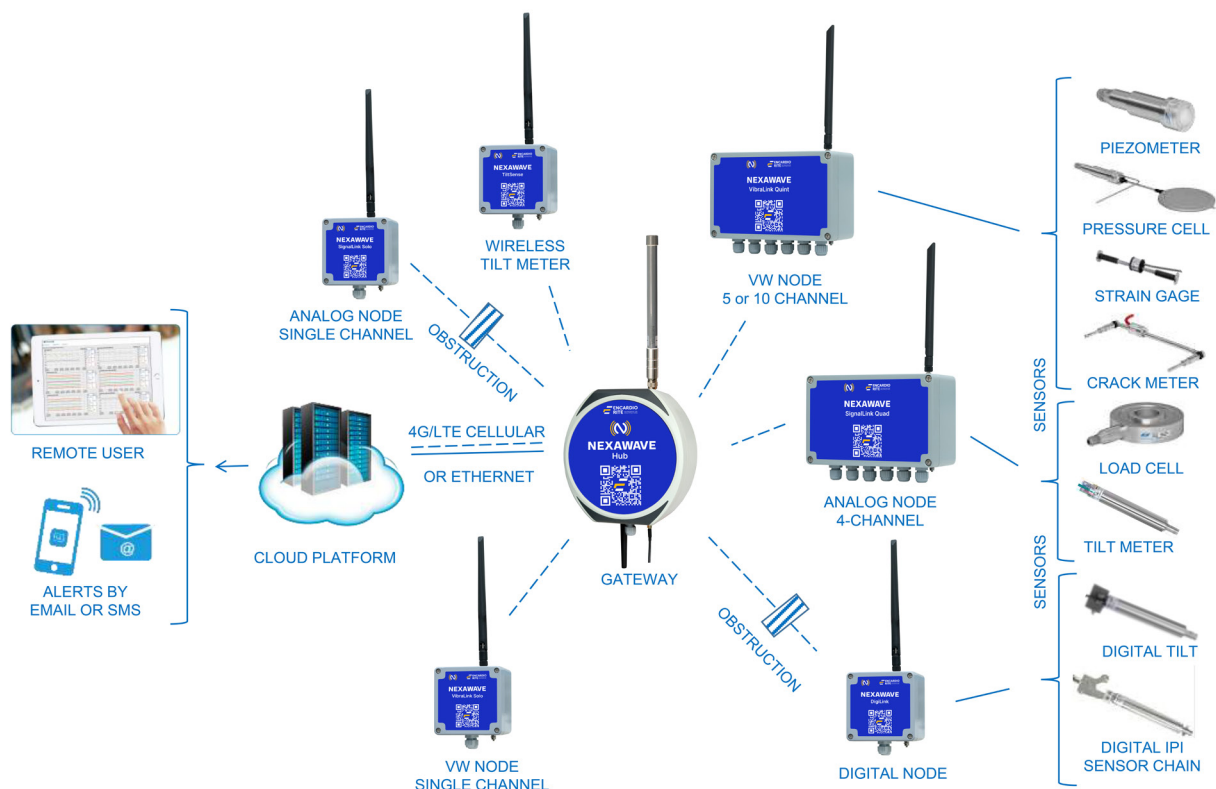 NEXAWAVE
TiltSense
WIRELESS
TILT METER
NEXAWAVE
SignalLink Solo
ANALOG NODE
SINGLE CHANNEL
OBSTRUCTION
NEXAWAVE
VibraLink Quint
VW NODE
5 or 10 CHANNEL
PIEZOMETER
PRESSURE CELL
STRAIN GAGE
CRACK METER
SENSORS
LOAD CELL
TILT METER
SENSORS
DIGITAL TILT
DIGITAL IPI
SENSOR CHAIN
REMOTE USER
ALERTS BY
EMAIL OR SMS
CLOUD PLATFORM
4G/LTE CELLULAR
OR ETHERNET
ENCARDIO
RITE
NEXAWAVE
Hub
GATEWAY
NEXAWAVE
SignalLink Quad
ANALOG NODE
4-CHANNEL
OBSTRUCTION
NEXAWAVE
VibraLink Solo
VW NODE
SINGLE CHANNEL
NEXAWAVE
DigiLink
DIGITAL NODE